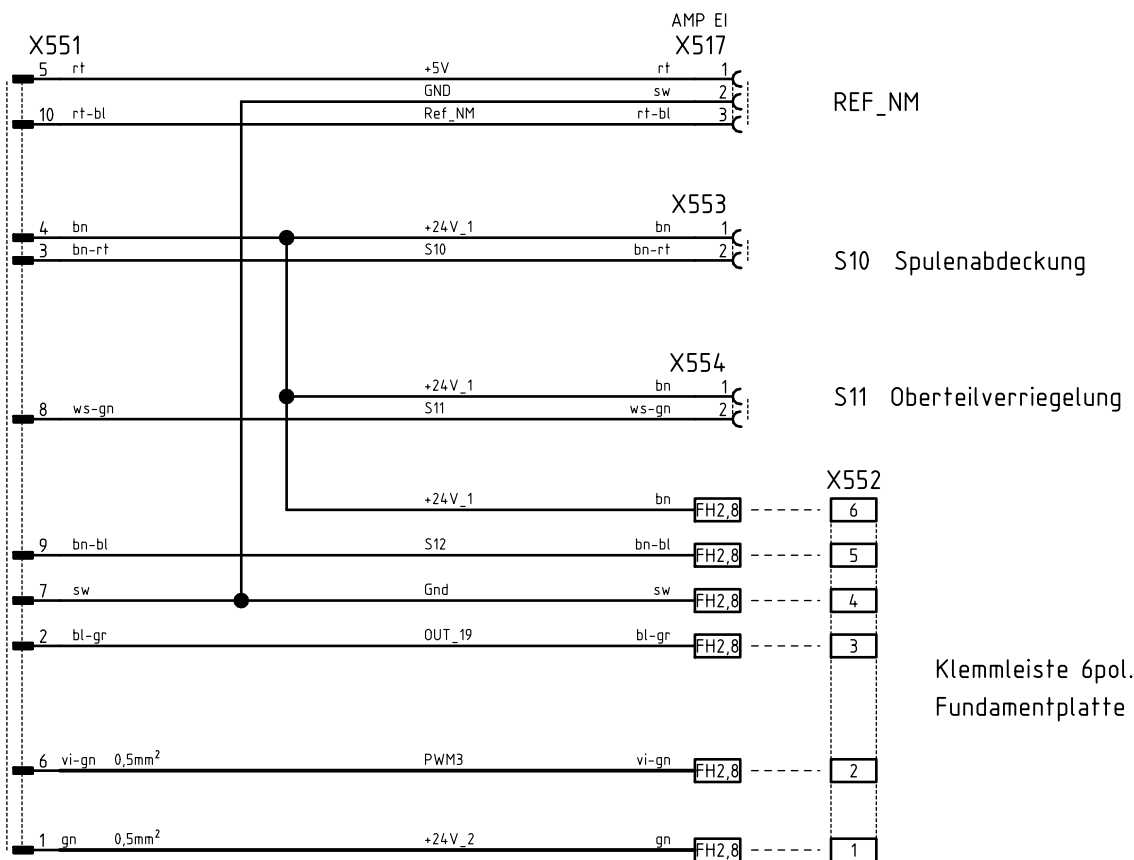 AMP EI
X551 X517
5 rt +5V rt 1
GND sw 2
10 rt-bl Ref_NM rt-bl 3
REF_NM
X553
4 bn +24V_1 bn 1
3 bn-rt S10 bn-rt 2
S10 Spulenabdeckung
X554
+24V_1 bn 1
8 ws-gn S11 ws-gn 2
S11 Oberteilverriegelung
X552
+24V_1 bn FH2,8 6
9 bn-bl S12 bn-bl FH2,8 5
7 sw Gnd sw FH2,8 4
2 bl-gr OUT_19 bl-gr FH2,8 3
Klemmleiste 6pol.
Fundamentplatte
6 vi-gn 0,5mm² PWM3 vi-gn FH2,8 2
1 gn 0,5mm² +24V_2 gn FH2,8 1